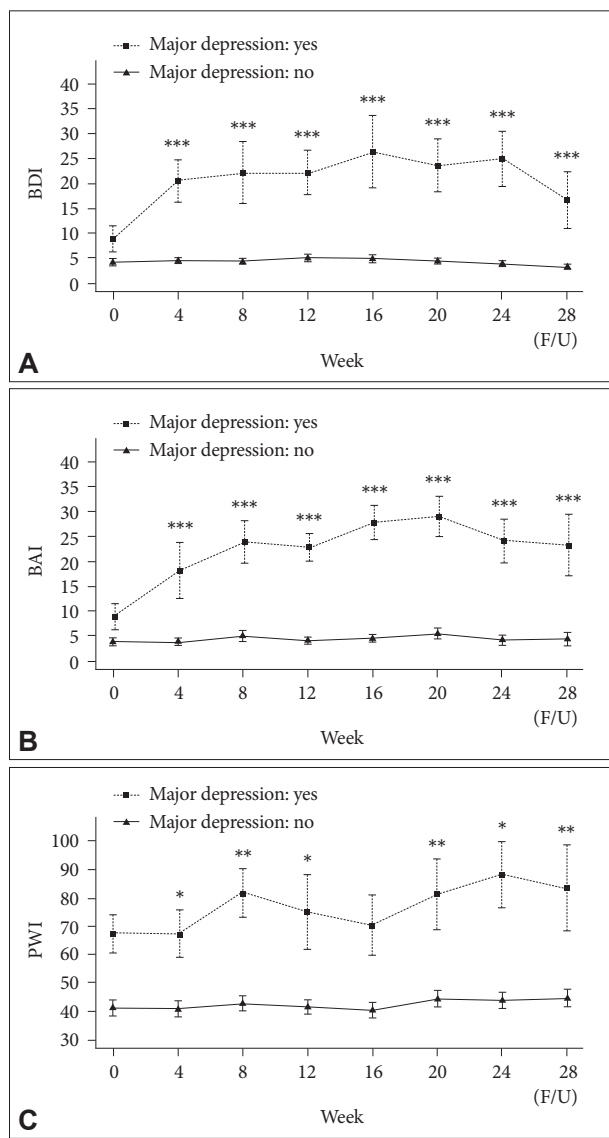 Major depression: yes
Major depression: no
40
35
30
25
20
15
10
5
0
BDI
*** *** *** *** *** *** ***
0 4 8 12 16 20 24 28
(F/U)
Week
A
Major depression: yes
Major depression: no
40
35
30
25
20
15
10
5
0
BAI
*** *** *** *** *** *** ***
0 4 8 12 16 20 24 28
(F/U)
Week
B
Major depression: yes
Major depression: no
100
90
80
70
60
50
40
30
PWI
* ** * ** * **
0 4 8 12 16 20 24 28
(F/U)
Week
C